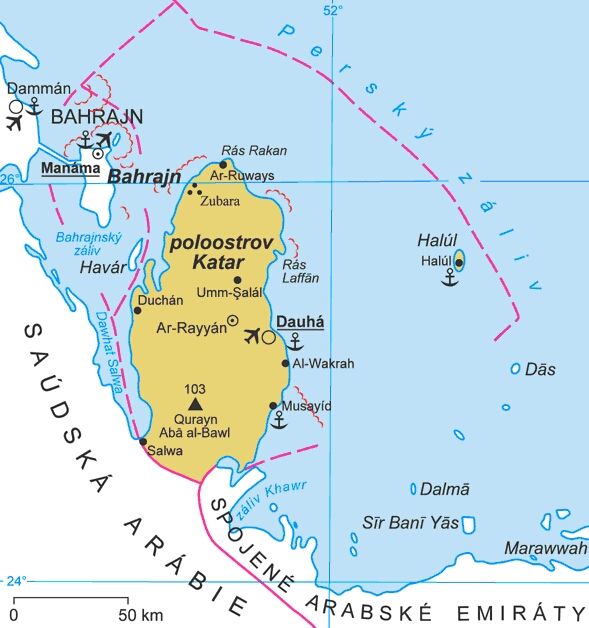 52°
Perský záliv
Dammán
BAHRAJN
Manáma
Bahrajn
26°
Rás Rakan
Ar-Ruways
Zubara
Bahrajnský
záliv
poloostrov
Katar
Halúl
Halúl
Havár
Rás
Laffān
Umm-Şalál
Duchán
Ar-Rayyán
Dauhá
Dawhat Salwa
Al-Wakrah
Dās
103
Qurayn
Abâ al-Bawl
Musayíd
Salwa
SAÚDSKÁ ARÁBIE
záliv Khawr
Dalmā
Sīr Banī Yās
Marawwah
SPOJENÉ ARABSKÉ EMIRÁTY
24°
0 50 km